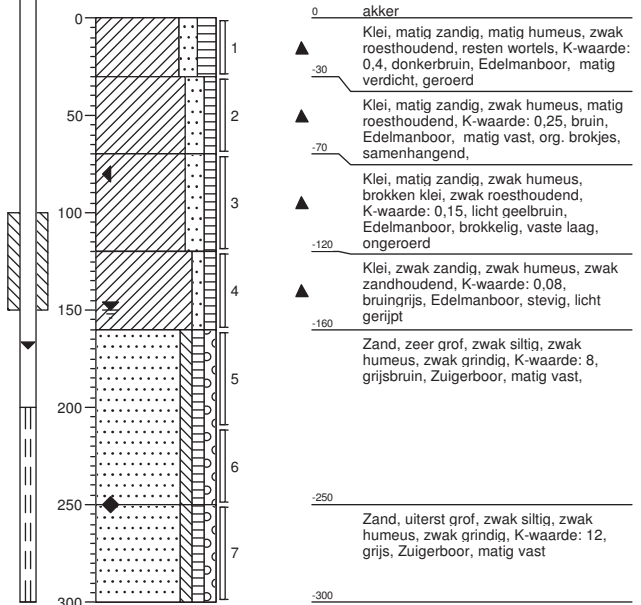 0
50
100
150
200
250
300
1
2
3
4
5
6
7
0
akker
Klei, matig zandig, matig humeus, zwak
roesthoudend, resten wortels, K-waarde:
0,4, donkerbruin, Edelmanboor, matig
verdicht, geroerd
-30
Klei, matig zandig, zwak humeus, matig
roesthoudend, K-waarde: 0,25, bruin,
Edelmanboor, matig vast, org. brokjes,
samenhangend,
-70
Klei, matig zandig, zwak humeus,
brokken klei, zwak roesthoudend,
K-waarde: 0,15, licht geelbruin,
Edelmanboor, brokkelig, vaste laag,
ongeroerd
-120
Klei, zwak zandig, zwak humeus, zwak
zandhoudend, K-waarde: 0,08,
bruingrijs, Edelmanboor, stevig, licht
gerijpt
-160
Zand, zeer grof, zwak siltig, zwak
humeus, zwak grindig, K-waarde: 8,
grijsbruin, Zuigerboor, matig vast,
-250
Zand, uiterst grof, zwak siltig, zwak
humeus, zwak grindig, K-waarde: 12,
grijs, Zuigerboor, matig vast
-300